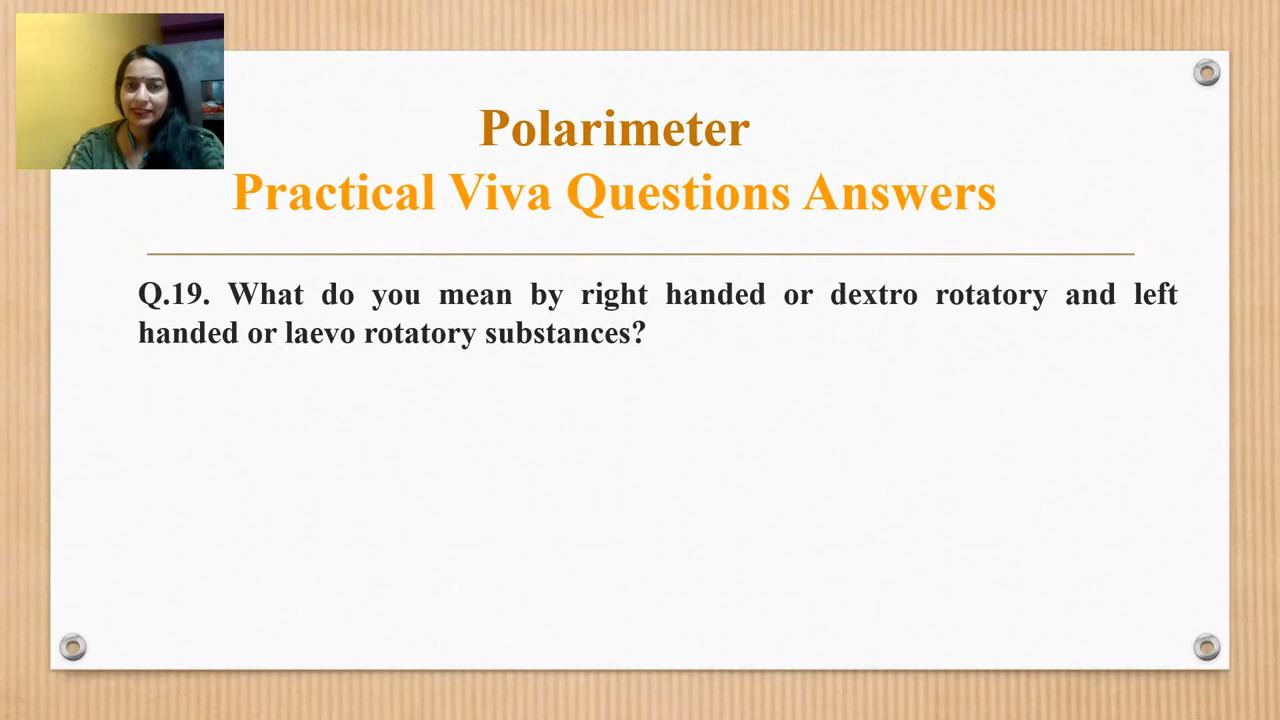 Polarimeter
Practical Viva Questions Answers
Q.19. What do you mean by right handed or dextro rotatory and left
handed or laevo rotatory substances?